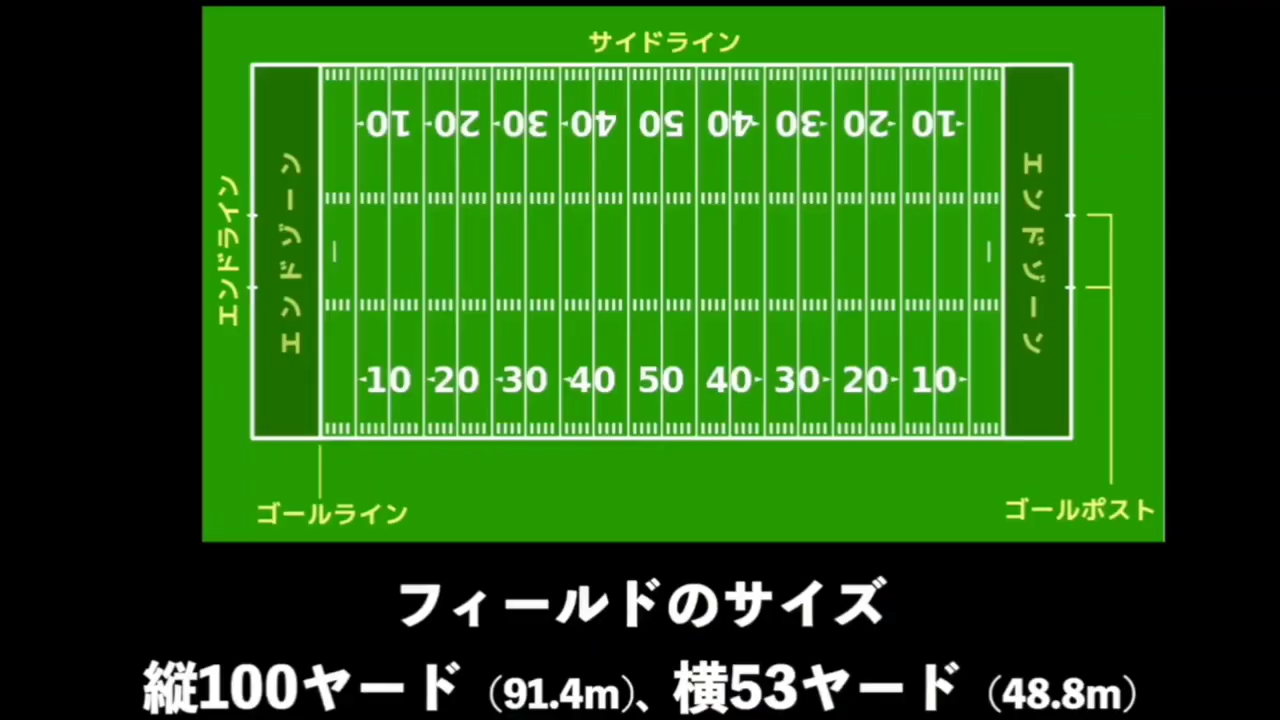 サイドライン
10 20 30 40 50 40 30 20 10
エンドライン
エンドゾーン
エンドゾーン
10 20 30 40 50 40 30 20 10
ゴールライン
ゴールポスト
フィールドのサイズ
縦100ヤード（91.4m）、横53ヤード（48.8m）